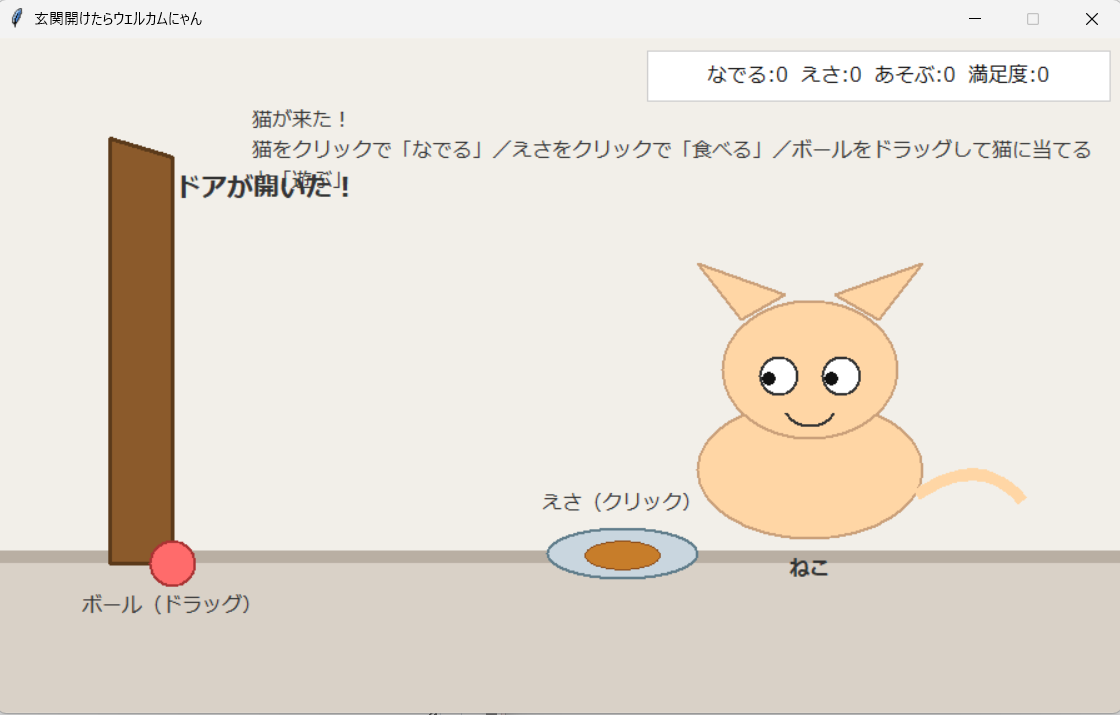 玄関開けたらウェルカムにゃん
なでる:0 えさ:0 あそぶ:0 満足度:0
猫が来た！
猫をクリックで「なでる」／えさをクリックで「食べる」／ボールをドラッグして猫に当てる
「遊ぶ」
ドアが開いた！
えさ（クリック）
ねこ
ボール（ドラッグ）